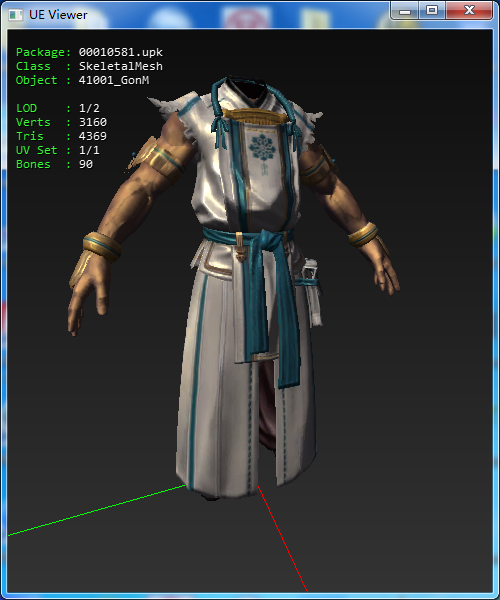 UE Viewer
Package: 00010581.upk
Class : SkeletalMesh
Object : 41001_GonM
LOD : 1/2
Verts : 3160
Tris : 4369
UV Set : 1/1
Bones : 90